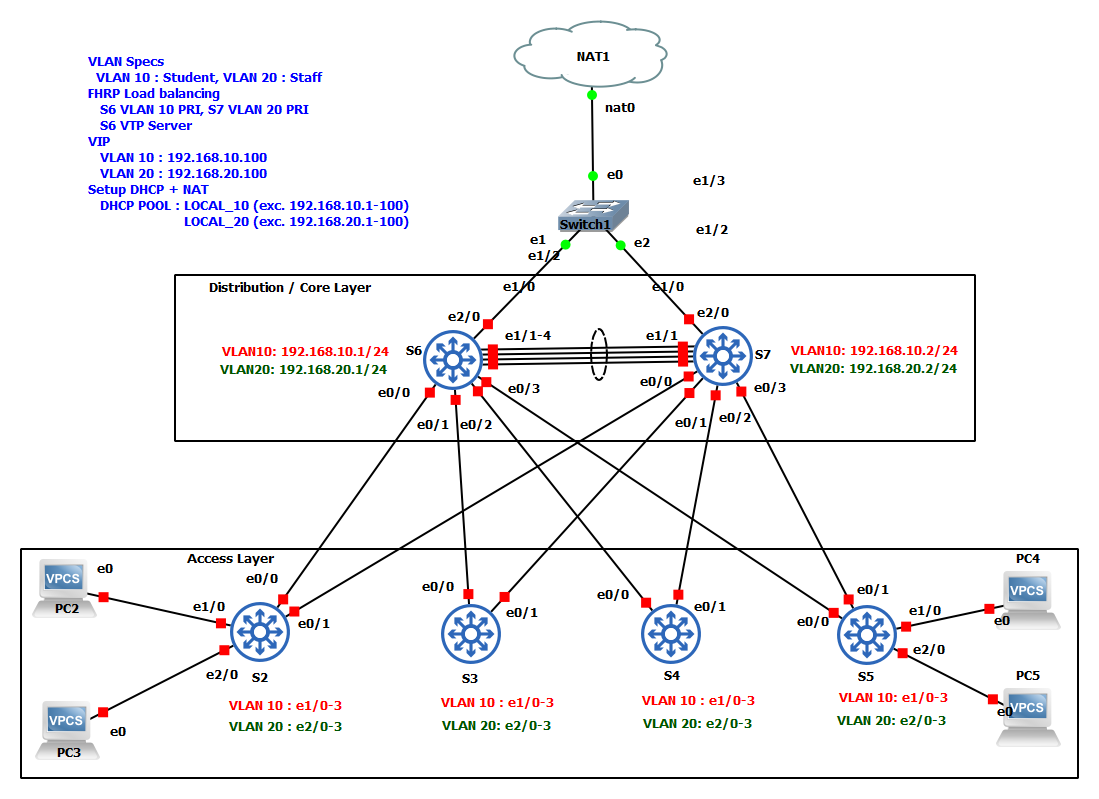 NAT1
VLAN Specs
VLAN 10 : Student, VLAN 20 : Staff
FHRP Load balancing
S6 VLAN 10 PRI, S7 VLAN 20 PRI
S6 VTP Server
VIP
VLAN 10 : 192.168.10.100
VLAN 20 : 192.168.20.100
Setup DHCP + NAT
DHCP POOL : LOCAL_10 (exc. 192.168.10.1-100)
LOCAL_20 (exc. 192.168.20.1-100)
nat0
e0
e1/3
Switch1
e1/2
e1
e2
e1/2
Distribution / Core Layer
e1/0
e1/0
e2/0
e2/0
e1/1-4
e1/1
S6
S7
VLAN10: 192.168.10.1/24
VLAN20: 192.168.20.1/24
VLAN10: 192.168.10.2/24
VLAN20: 192.168.20.2/24
e0/0
e0/3
e0/0
e0/3
e0/1
e0/2
e0/1
e0/2
Access Layer
e0
VPCS
PC2
e0/0
e1/0
e0/1
S2
e2/0
VPCS
PC3
e0
VLAN 10 : e1/0-3
VLAN 20 : e2/0-3
e0/0
e0/1
S3
VLAN 10 : e1/0-3
VLAN 20: e2/0-3
e0/0
e0/1
S4
VLAN 10 : e1/0-3
VLAN 20: e2/0-3
e0/1
e0/0
e1/0
e2/0
S5
VLAN 10: e1/0-3
VLAN 20: e2/0-3
PC4
VPCS
e0
PC5
VPCS
e0